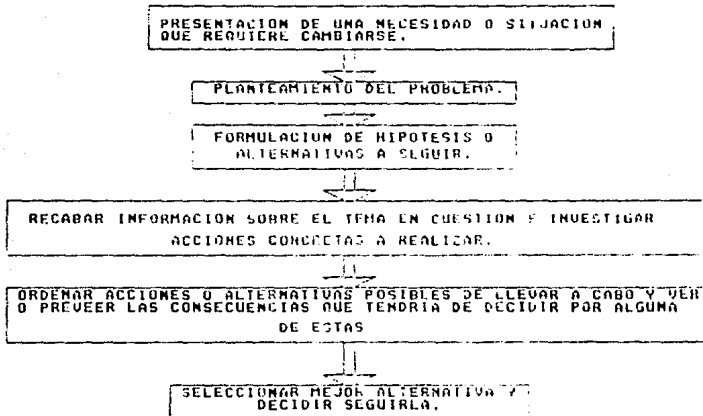 PRESENTACION DE UNA NECESIDAD O SITUACION
QUE REQUIERE CAMBIARSE.
PLANTEAMIENTO DEL PROBLEMA.
FORMULACION DE HIPOTESIS O
ALTERNATIVAS A SEGUIR.
RECABAR INFORMACION SOBRE EL TEMA EN CUESTION E INVESTIGAR
ACCIONES CONCRETAS A REALIZAR.
ORDENAR ACCIONES O ALTERNATIVAS POSIBLES DE LLEVAR A CABO Y VER
O PREVEER LAS CONSECUENCIAS QUE TENDRIA DE DECIDIR POR ALGUNA
DE ESTAS
SELECCIONAR MEJOR ALTERNATIVA Y
DECIDIR SEGUIRLA.